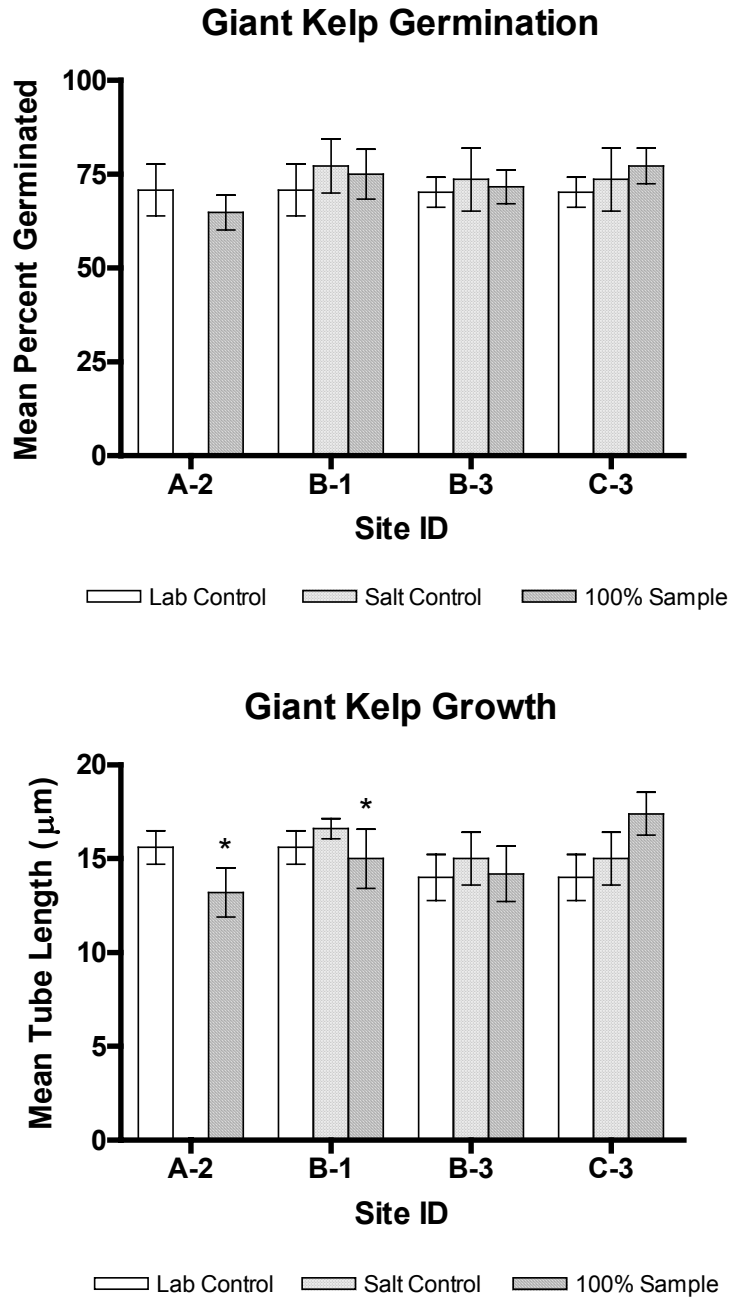 Giant Kelp Germination
Mean Percent Germinated
100
75
50
25
0
A-2 B-1 B-3 C-3
Site ID
Lab Control Salt Control 100% Sample
Giant Kelp Growth
Mean Tube Length (μm)
20
15
10
5
0
* *
A-2 B-1 B-3 C-3
Site ID
Lab Control Salt Control 100% Sample